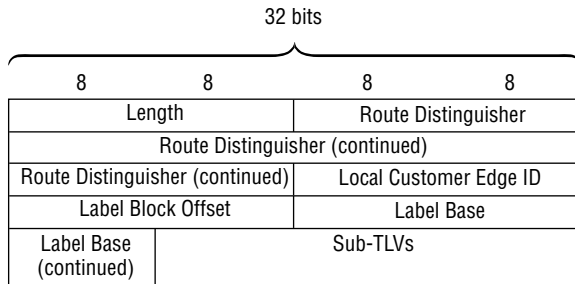 32 bits
8 8 8 8
Length Route Distinguisher
Route Distinguisher (continued)
Route Distinguisher (continued) Local Customer Edge ID
Label Block Offset Label Base
Label Base Sub-TLVs
(continued)